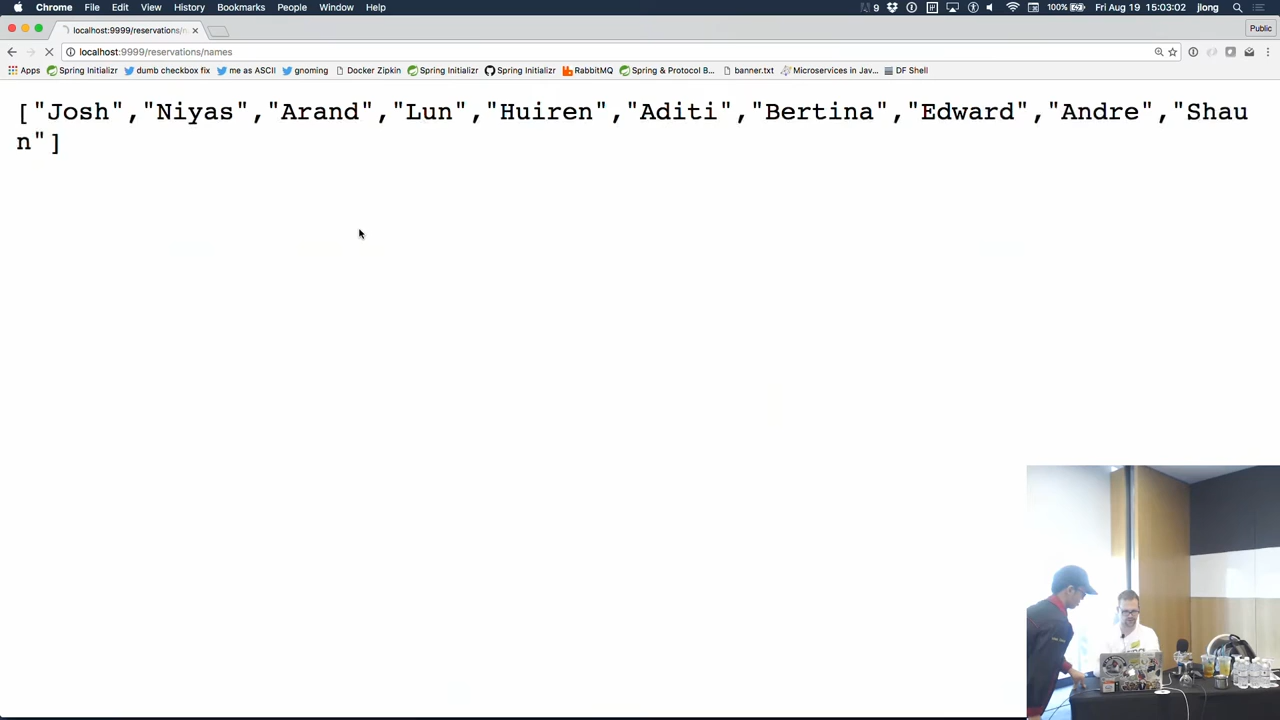 Chrome File Edit View History Bookmarks People Window Help 9 100% Fri Aug 19 15:03:02 jlong
localhost:9999/reservations/n Public
localhost:9999/reservations/names
Apps Spring Initializr dumb checkbox fix me as ASCII gnoming Docker Zipkin Spring Initializr Spring Initializr RabbitMQ Spring & Protocol B... banner.txt Microservices in Jav... DF Shell
["Josh","Niyas","Arand","Lun","Huiren","Aditi","Bertina","Edward","Andre","Shau
n"]